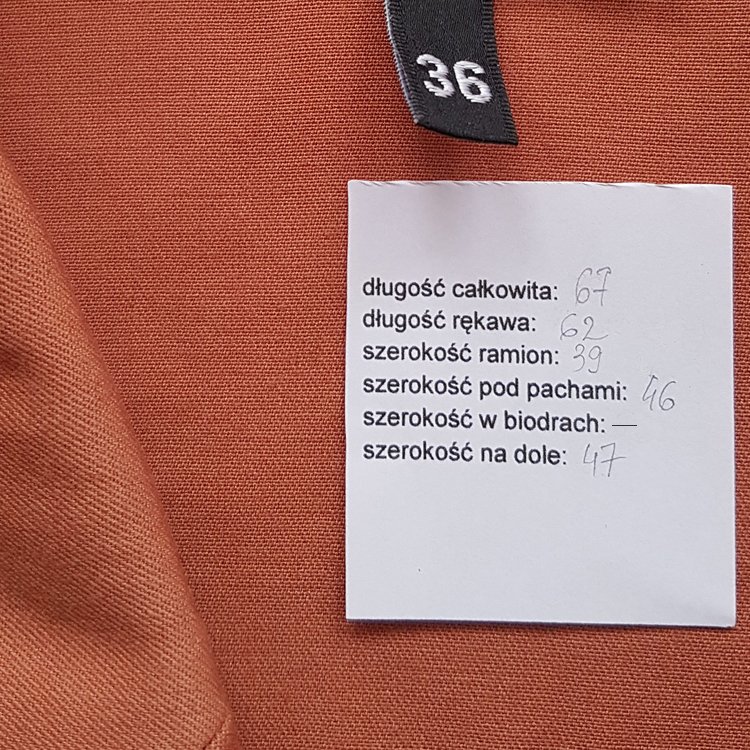 36
długość całkowita: 67
długość rękawa: 62
szerokość ramion: 39
szerokość pod pachami: 46
szerokość w biodrach: —
szerokość na dole: 47